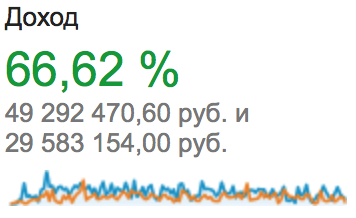 Доход
66,62 %
49 292 470,60 руб. и
29 583 154,00 руб.